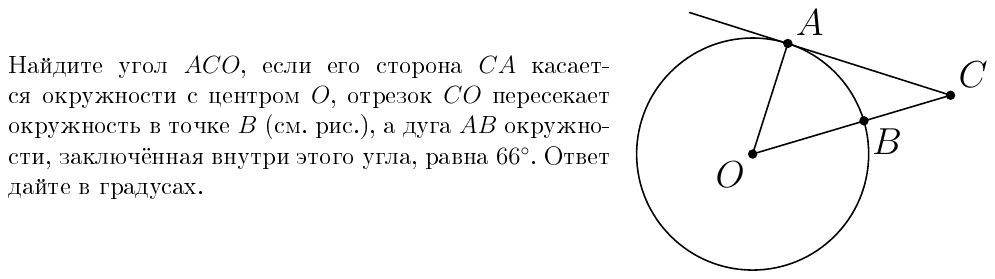 Найдите угол ACO, если его сторона CA касает-
ся окружности с центром O, отрезок CO пересекает
окружность в точке B (см. рис.), а дуга AB окружно-
сти, заключённая внутри этого угла, равна 66°. Ответ
дайте в градусах.
A
C
B
O